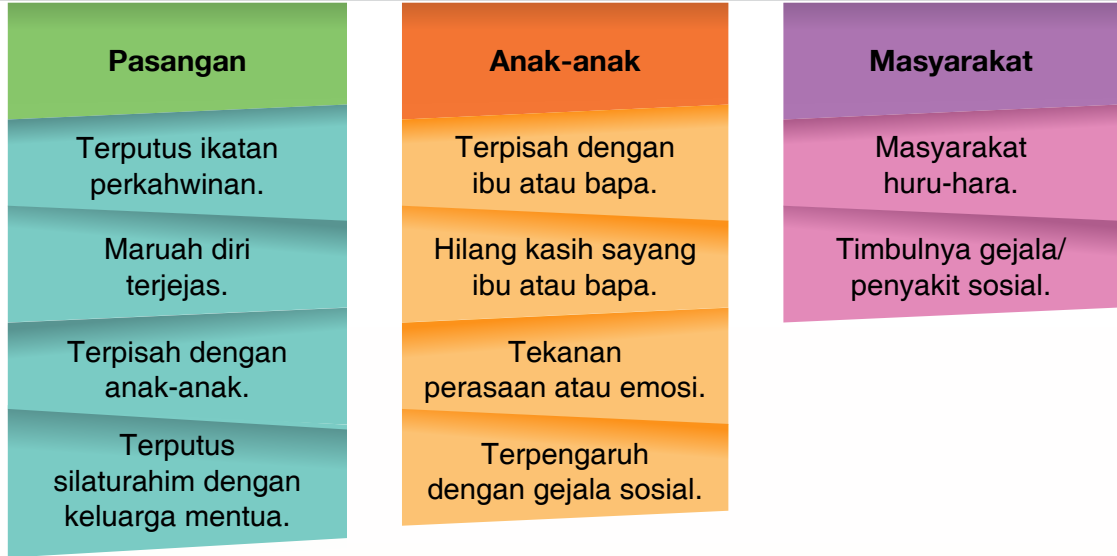 Pasangan
Terputus ikatan
perkahwinan.
Maruah diri
terjejas.
Terpisah dengan
anak-anak.
Terputus
silaturahim dengan
keluarga mentua.
Anak-anak
Terpisah dengan
ibu atau bapa.
Hilang kasih sayang
ibu atau bapa.
Tekanan
perasaan atau emosi.
Terpengaruh
dengan gejala sosial.
Masyarakat
Masyarakat
huru-hara.
Timbulnya gejala/
penyakit sosial.